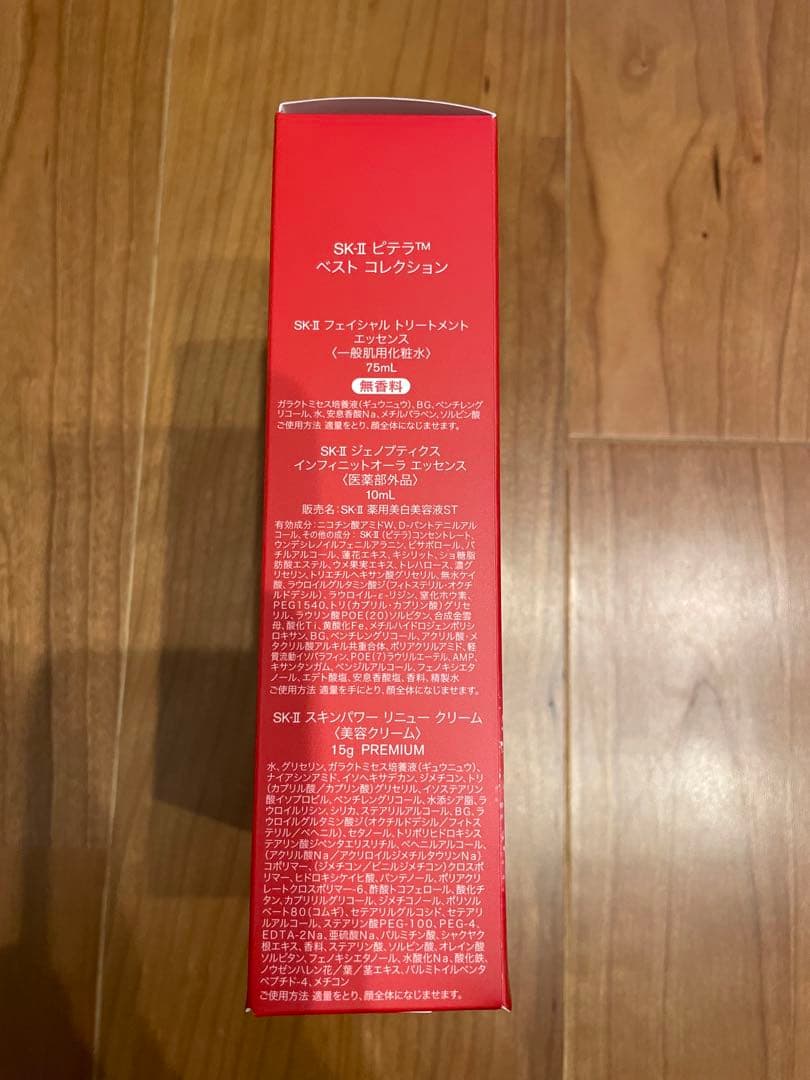 SK-II ピテラ™
ベスト コレクション
SK-II フェイシャル トリートメント
エッセンス
〈一般肌用化粧水〉
75mL
無香料
ガラクトミセス培養液(ギュウニュウ)、BG、ペンチレング
リコール、水、安息香酸Na、メチルパラベン、ソルビン酸
ご使用方法 適量をとり、顔全体になじませます。
SK-II ジェノプティクス
インフィニットオーラ エッセンス
〈医薬部外品〉
10mL
販売名:SK-II 薬用美白美容液ST
有効成分:ニコチン酸アミドW、D-パントテニルアル
コール、その他の成分: SK-II (ピテラ)コンセントレート、
ウンデシレノイルフェニルアラニン、ビサボロール、バ
チルアルコール、蓮花エキス、キシリット、ショ糖脂
肪酸エステル、ウメ果実エキス、トレハロース、濃グ
リセリン、トリエチルヘキサン酸グリセリル、無水ケイ
酸、ラウロイルグルタミン酸ジ(フィトステリル・オクチ
ルドデシル)、ラウロイル-ε-リジン、窒化ホウ素、
PEG1540、トリ(カプリル・カプリン酸)グリセ
リル、ラウリン酸POE(20)ソルビタン、合成金雲
母、酸化Ti、黄酸化Fe、メチルハイドロジェンポリシ
ロキサン、BG、ペンチレングリコール、アクリル酸・メ
タクリル酸アルキル共重合体、ポリアクリルアミド、軽
質流動イソパラフィン、POE(7)ラウリルエーテル、AMP、
キサンタンガム、ベンジルアルコール、フェノキシエタ
ノール、エデト酸塩、安息香酸塩、香料、精製水
ご使用方法 適量を手にとり、顔全体になじませます。
SK-II スキンパワー リニュー クリーム
〈美容クリーム〉
15g PREMIUM
水、グリセリン、ガラクトミセス培養液(ギュウニュウ)、
ナイアシンアミド、イソヘキサデカン、ジメチコン、トリ
(カプリル酸/カプリン酸)グリセリル、イソステアリン
酸イソプロピル、ペンチレングリコール、水添シア脂、ラ
ウロイルリシン、シリカ、ステアリルアルコール、BG、ラ
ウロイルグルタミン酸ジ(オクチルドデシル/フィトス
テリル/ベヘニル)、セタノール、トリポリヒドロキシス
テアリン酸ジペンタエリスリチル、ベヘニルアルコール、
(アクリル酸Na/アクリロイルジメチルタウリンNa)
コポリマー、(ジメチコン/ビニルジメチコン)クロスポ
リマー、ヒドロキシケイヒ酸、パンテノール、ポリアクリ
レートクロスポリマー-6、酢酸トコフェロール、酸化チ
タン、カプリリルグリコール、ジメチコノール、ポリソル
ベート80(コムギ)、セテアリルグルコシド、セテアリ
ルアルコール、ステアリン酸PEG-100、PEG-4、
EDTA-2Na、亜硫酸Na、パルミチン酸、シャクヤク
根エキス、香料、ステアリン酸、ソルビン酸、オレイン酸
ソルビタン、フェノキシエタノール、水酸化Na、酸化鉄、
ノウゼンハレン花/葉/茎エキス、パルミトイルペンタ
ペプチド-4、メチコン
ご使用方法 適量をとり、顔全体になじませます。